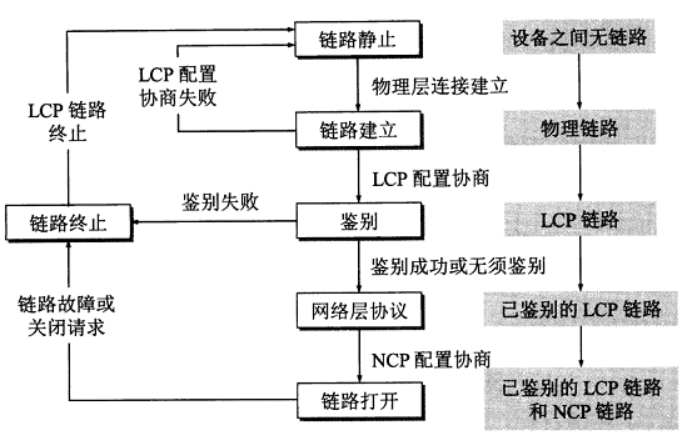 链路静止
设备之间无链路
LCP 配置
协商失败
物理层连接建立
LCP 链路
终止
链路建立
物理链路
LCP 配置协商
鉴别失败
链路终止
鉴别
LCP 链路
鉴别成功或无须鉴别
链路故障或
关闭请求
网络层协议
已鉴别的 LCP 链路
NCP 配置协商
链路打开
已鉴别的 LCP 链路
和 NCP 链路